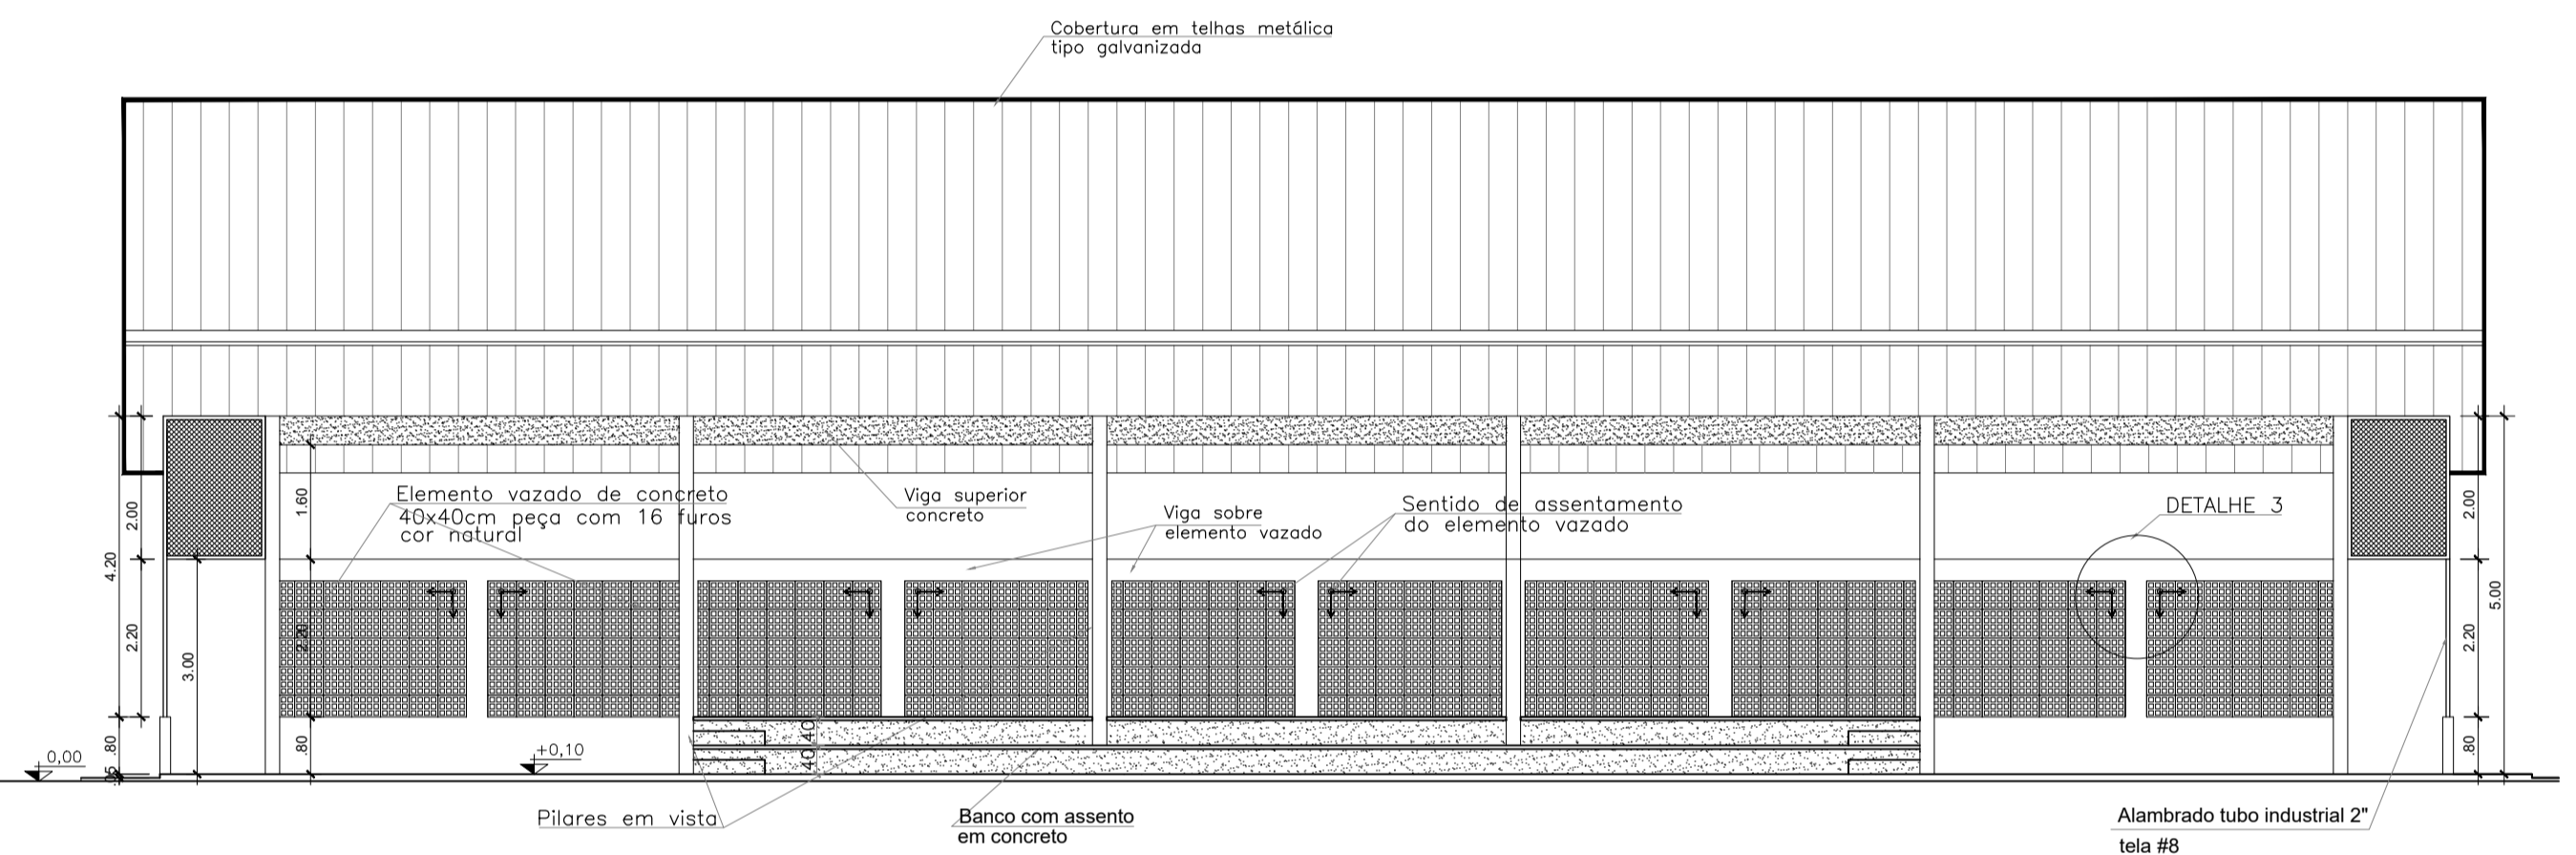 Cobertura em telhas metálica
tipo galvanizada
Elemento vazado de concreto
40x40cm peça com 16 furos
cor natural
Viga superior
concreto
Viga sobre
elemento vazado
Sentido de assentamento
do elemento vazado
DETALHE 3
2.00
4.20
2.20
.80
3.00
1.60
2.20
.80
40
40
2.00
5.00
2.20
.80
0,00
+0,10
Pilares em vista
Banco com assento
em concreto
Alambrado tubo industrial 2"
tela #8